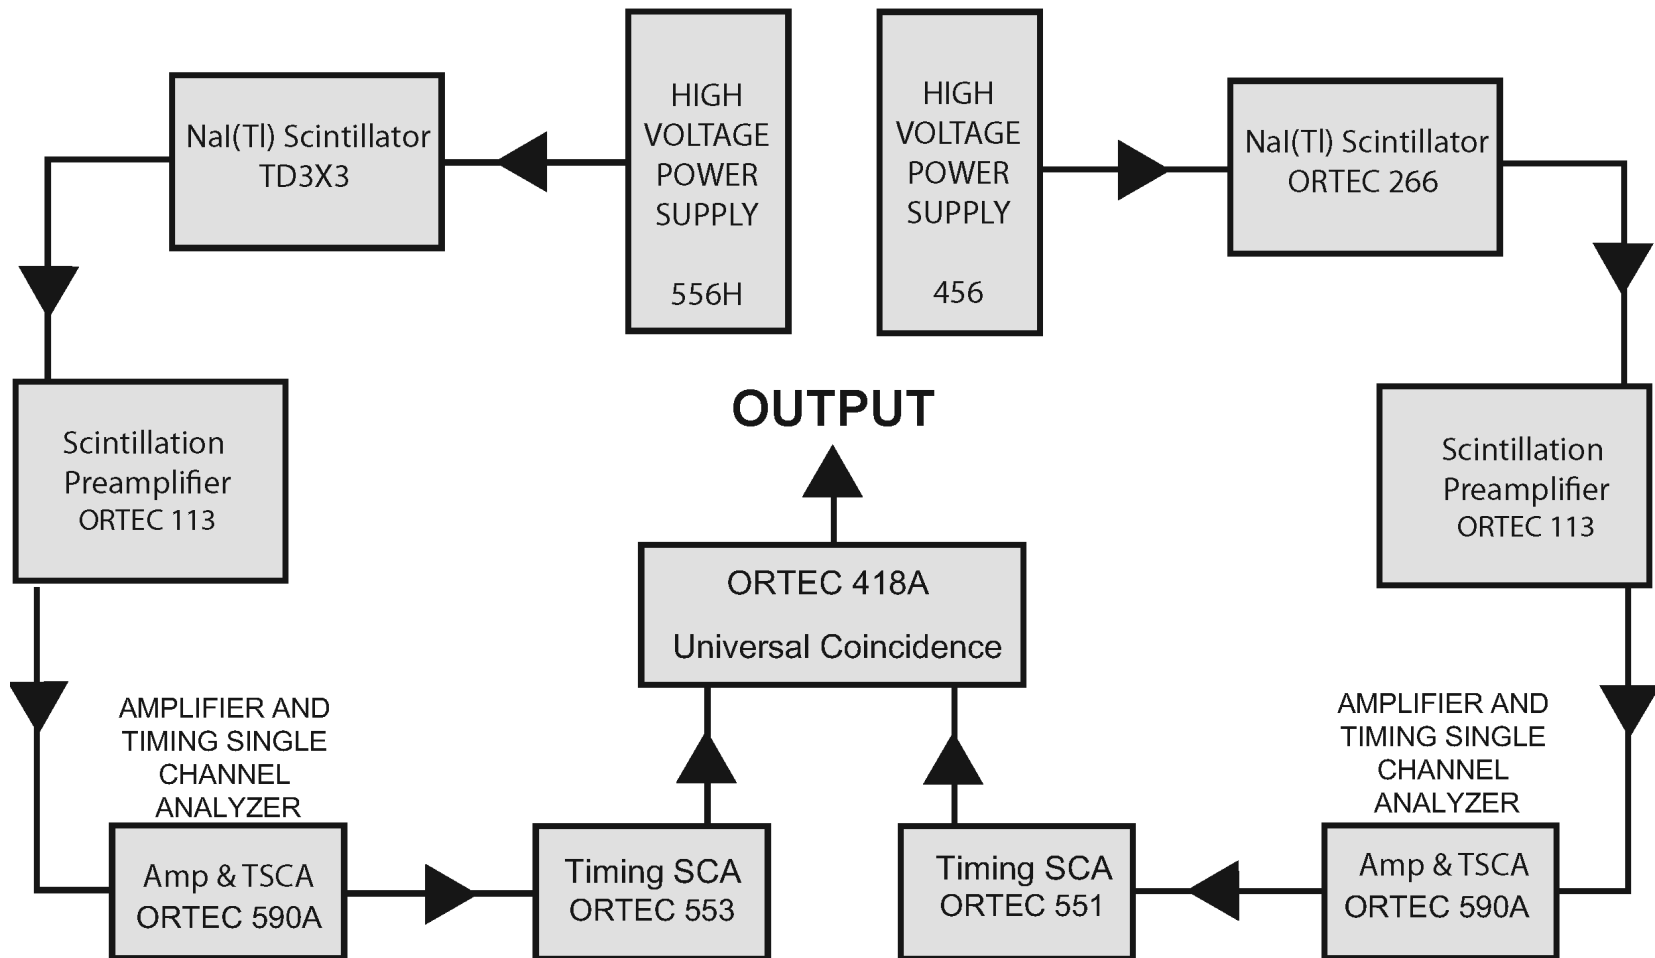 NaI(Tl) Scintillator
TD3X3
HIGH
VOLTAGE
POWER
SUPPLY
556H
HIGH
VOLTAGE
POWER
SUPPLY
456
NaI(Tl) Scintillator
ORTEC 266
Scintillation
Preamplifier
ORTEC 113
OUTPUT
Scintillation
Preamplifier
ORTEC 113
ORTEC 418A
Universal Coincidence
AMPLIFIER AND
TIMING SINGLE
CHANNEL
ANALYZER
Amp & TSCA
ORTEC 590A
Timing SCA
ORTEC 553
Timing SCA
ORTEC 551
AMPLIFIER AND
TIMING SINGLE
CHANNEL
ANALYZER
Amp & TSCA
ORTEC 590A